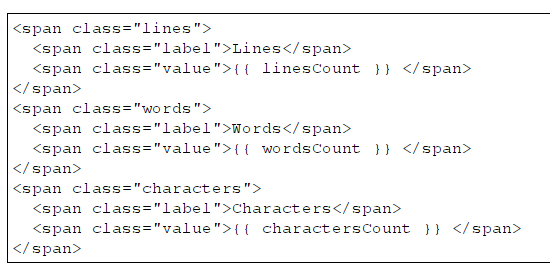 <span class="lines">
<span class="label">Lines</span>
<span class="value">{{ linesCount }} </span>
</span>
<span class="words">
<span class="label">Words</span>
<span class="value">{{ wordsCount }} </span>
</span>
<span class="characters">
<span class="label">Characters</span>
<span class="value">{{ charactersCount }} </span>
</span>